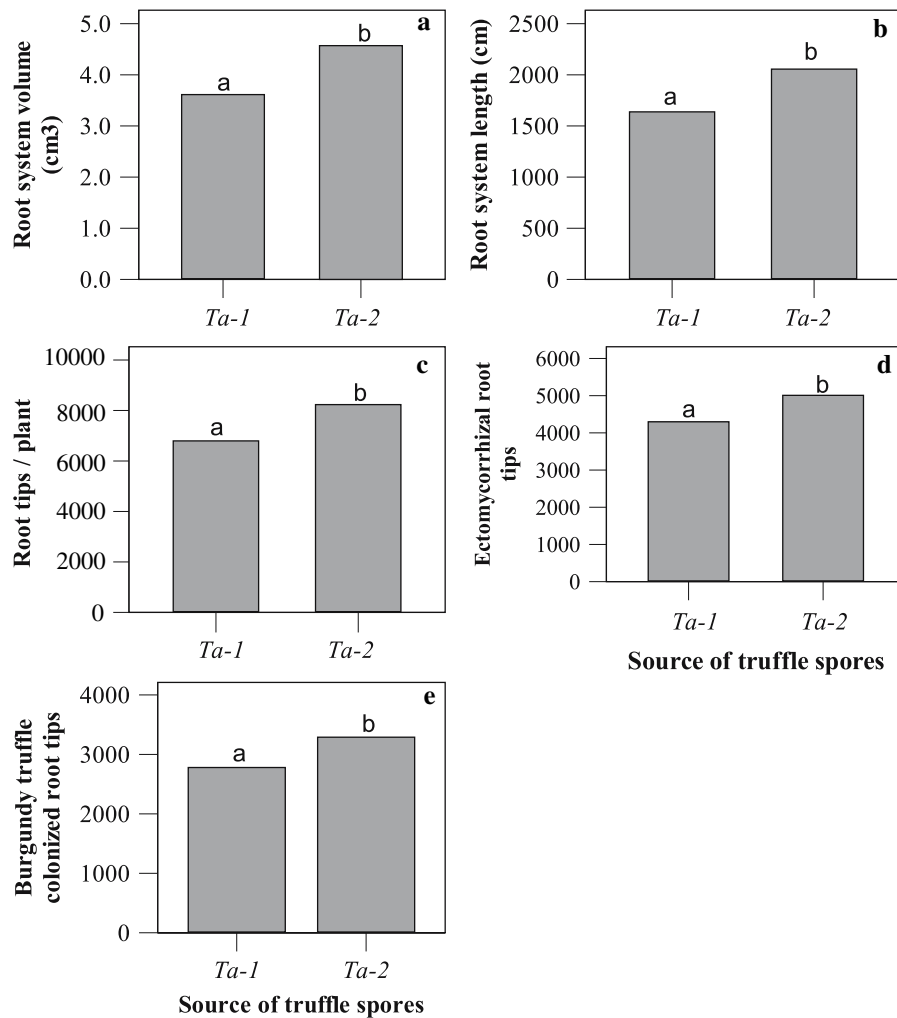 a
Root system volume
(cm3)
5.0
4.0
3.0
2.0
1.0
0.0
a
b
Ta-1
Ta-2
b
Root system length (cm)
2500
2000
1500
1000
500
0
a
b
Ta-1
Ta-2
c
Root tips / plant
10000
8000
6000
4000
2000
0
a
b
Ta-1
Ta-2
d
Ectomycorrhizal root
tips
6000
5000
4000
3000
2000
1000
0
a
b
Ta-1
Ta-2
Source of truffle spores
e
Burgundy truffle
colonized root tips
4000
3000
2000
1000
0
a
b
Ta-1
Ta-2
Source of truffle spores